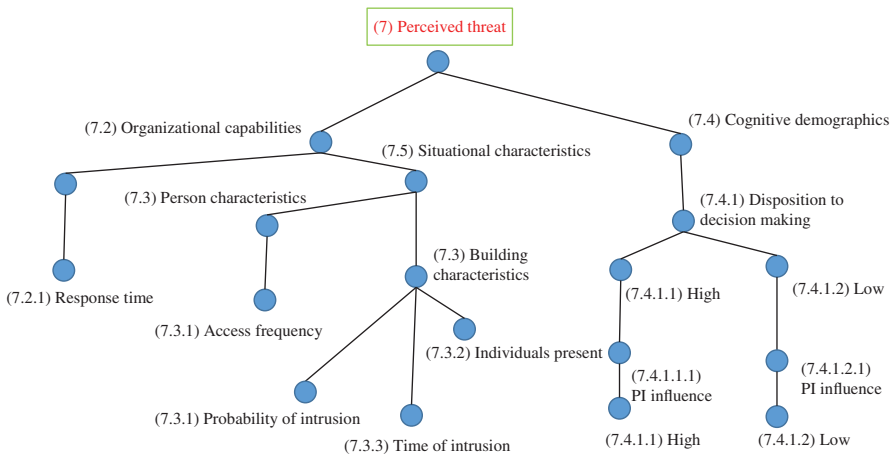 (7) Perceived threat
(7.2) Organizational capabilities
(7.4) Cognitive demographics
(7.5) Situational characteristics
(7.3) Person characteristics
(7.4.1) Disposition to
decision making
(7.3) Building
characteristics
(7.2.1) Response time
(7.4.1.1) High
(7.4.1.2) Low
(7.3.1) Access frequency
(7.3.2) Individuals present
(7.4.1.1.1)
PI influence
(7.4.1.2.1)
PI influence
(7.3.1) Probability of intrusion
(7.3.3) Time of intrusion
(7.4.1.1) High
(7.4.1.2) Low